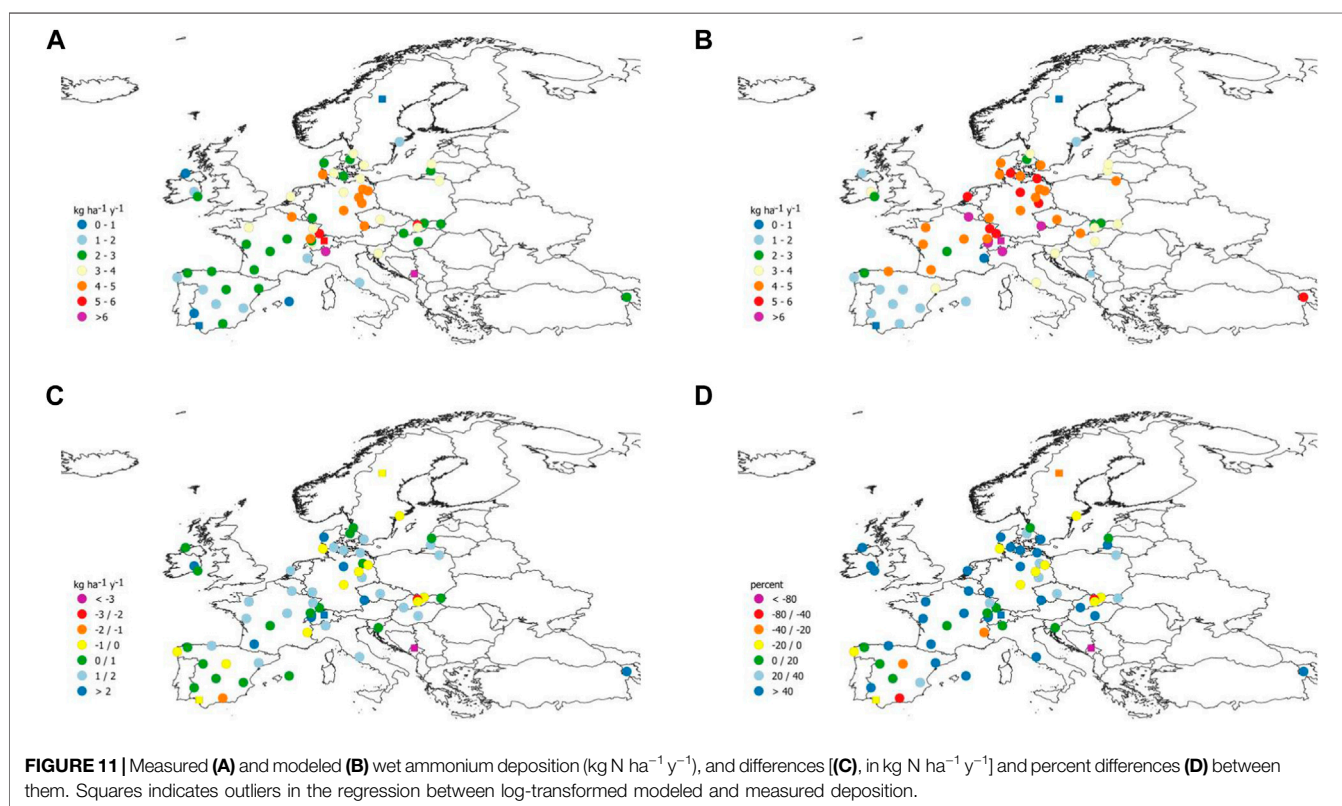 A
kg ha⁻¹ y⁻¹
0 - 1
1 - 2
2 - 3
3 - 4
4 - 5
5 - 6
>6
B
kg ha⁻¹ y⁻¹
0 - 1
1 - 2
2 - 3
3 - 4
4 - 5
5 - 6
>6
C
kg ha⁻¹ y⁻¹
< -3
-3 / -2
-2 / -1
-1 / 0
0 / 1
1 / 2
> 2
D
percent
< -80
-80 / -40
-40 / -20
-20 / 0
0 / 20
20 / 40
> 40
FIGURE 11 | Measured (A) and modeled (B) wet ammonium deposition (kg N ha⁻¹ y⁻¹), and differences [(C), in kg N ha⁻¹ y⁻¹] and percent differences (D) between
them. Squares indicates outliers in the regression between log-transformed modeled and measured deposition.